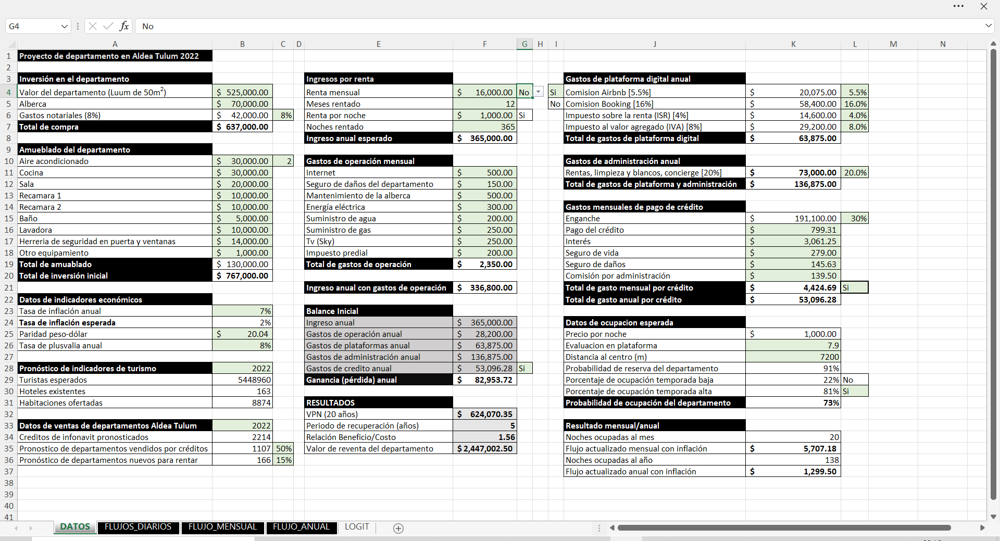 G4 fx No
A B C D E F G H I J K L M N
1 Proyecto de departamento en Aldea Tulum 2022
2
3 Inversión en el departamento Ingresos por renta Gastos de plataforma digital anual
4 Valor del departamento (Luum de 50m²) $ 525,000.00 Renta mensual $ 16,000.00 No Si Comision Airbnb [5.5%] $ 20,075.00 5.5%
5 Alberca $ 70,000.00 Meses rentado 12 No Comision Booking [16%] $ 58,400.00 16.0%
6 Gastos notariales (8%) $ 42,000.00 8% Renta por noche $ 1,000.00 Si Impuesto sobre la renta (ISR) [4%] $ 14,600.00 4.0%
7 Total de compra $ 637,000.00 Noches rentado 365 Impuesto al valor agregado (IVA) [8%] $ 29,200.00 8.0%
8 Ingreso anual esperado $ 365,000.00 Total de gastos de plataforma digital $ 63,875.00
9 Amueblado del departamento
10 Aire acondicionado $ 30,000.00 2 Gastos de operación mensual Gastos de administración anual
11 Cocina $ 30,000.00 Internet $ 500.00 Rentas, limpieza y blancos, concierge [20%] $ 73,000.00 20.0%
12 Sala $ 20,000.00 Seguro de daños del departamento $ 150.00 Total de gastos de plataforma y administración $ 136,875.00
13 Recamara 1 $ 10,000.00 Mantenimiento de la alberca $ 500.00
14 Recamara 2 $ 10,000.00 Energía eléctrica $ 300.00 Gastos mensuales de pago de crédito
15 Baño $ 5,000.00 Suministro de agua $ 200.00 Enganche $ 191,100.00 30%
16 Lavadora $ 10,000.00 Suministro de gas $ 250.00 Pago del crédito $ 799.31
17 Herreria de seguridad en puerta y ventanas $ 14,000.00 Tv (Sky) $ 250.00 Interés $ 3,061.25
18 Otro equipamiento $ 1,000.00 Impuesto predial $ 200.00 Seguro de vida $ 279.00
19 Total de amuablado $ 130,000.00 Total de gastos de operación $ 2,350.00 Seguro de daños $ 145.63
20 Total de inversión inicial $ 767,000.00 Comisión por administración $ 139.50
21 Ingreso anual con gastos de operación $ 336,800.00 Total de gasto mensual por crédito $ 4,424.69 Si
22 Datos de indicadores económicos Total de gasto anual por crédito $ 53,096.28
23 Tasa de inflación anual 7% Balance Inicial
24 Tasa de inflación esperada 2% Ingreso anual $ 365,000.00 Datos de ocupacion esperada
25 Paridad peso-dólar $ 20.04 Gastos de operación anual $ 28,200.00 Precio por noche $ 1,000.00
26 Tasa de plusvalia anual 8% Gastos de plataformas anual $ 63,875.00 Evaluacion en plataforma 7.9
27 Gastos de administración anual $ 136,875.00 Distancia al centro (m) 7200
28 Pronóstico de indicadores de turismo 2022 Gastos de credito anual $ 53,096.28 Si Probabilidad de reserva del departamento 91%
29 Turistas esperados 5448960 Ganancia (pérdida) anual $ 82,953.72 Porcentaje de ocupación temporada baja 22% No
30 Hoteles existentes 163 Porcentaje de ocupación temporada alta 81% Si
31 Habitaciones ofertadas 8874 RESULTADOS Probabilidad de ocupación del departamento 73%
32 VPN (20 años) $ 624,070.35
33 Datos de ventas de departamentos Aldea Tulum 2022 Periodo de recuperación (años) 5 Resultado mensual/anual
34 Creditos de infonavit pronosticados 2214 Relación Beneficio/Costo 1.56 Noches ocupadas al mes 20
35 Pronostico de departamentos vendidos por créditos 1107 50% Valor de reventa del departamento $ 2,447,002.50 Flujo actualizado mensual con inflación $ 5,707.18
36 Pronóstico de departamentos nuevos para rentar 166 15% Noches ocupadas al año 138
37 Flujo actualizado anual con inflación $ 1,299.50
38
39
40
41
DATOS FLUJOS_DIARIOS FLUJO_MENSUAL FLUJO_ANUAL LOGIT